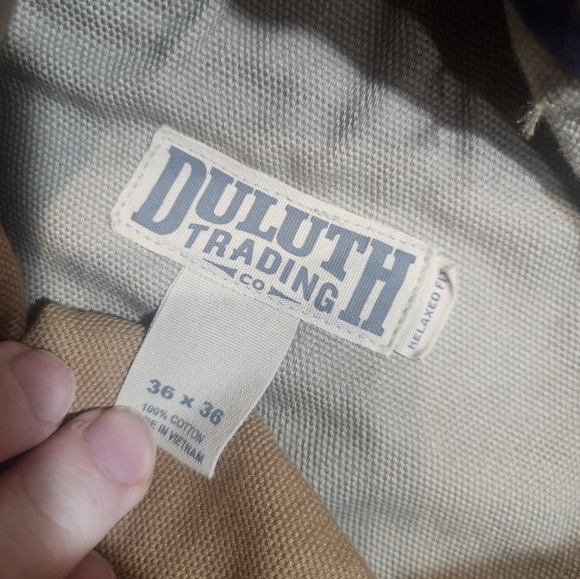 DULUTH
TRADING
CO
RELAXED
36 x 36
100% COTTON
IN VIETNAM